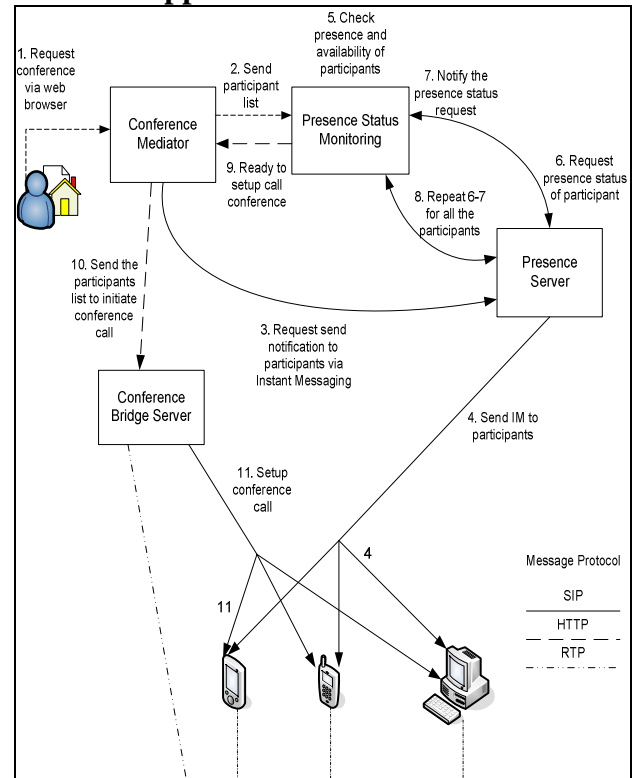 5. Check
presence and
availability of
participants
1. Request
conference
via web
browser
2. Send
participant
list
7. Notify the
presence status
request
Conference
Mediator
Presence Status
Monitoring
9. Ready to
setup call
conference
6. Request
presence status
of participant
8. Repeat 6-7
for all the
participants
Presence
Server
10. Send the
participants
list to initiate
conference
call
3. Request send
notification to
participants via
Instant Messaging
Conference
Bridge Server
4. Send IM to
participants
11. Setup
conference
call
4
11
Message Protocol
SIP
HTTP
RTP